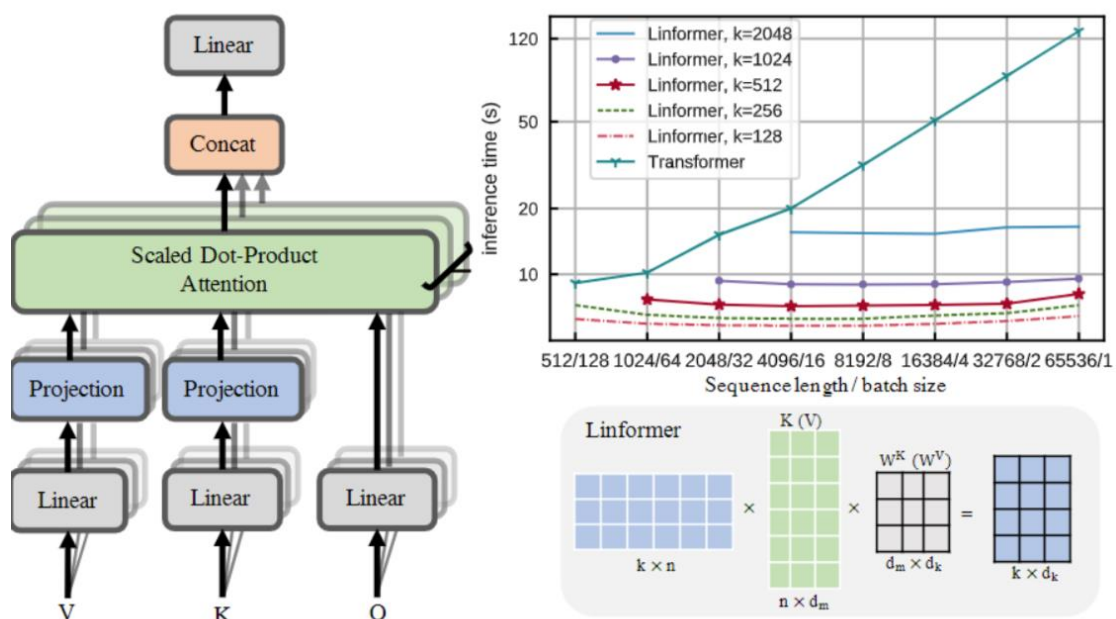 Linear
Concat
Scaled Dot-Product
Attention
Projection
Projection
Linear
Linear
Linear
V
K
Q
inference time (s)
120
50
20
10
Linformer, k=2048
Linformer, k=1024
Linformer, k=512
Linformer, k=256
Linformer, k=128
Transformer
512/128 1024/64 2048/32 4096/16 8192/8 16384/4 32768/2 65536/1
Sequence length / batch size
Linformer
K (V)
W^K (W^V)
× × =
k × n
n × d_m
d_m × d_k
k × d_k